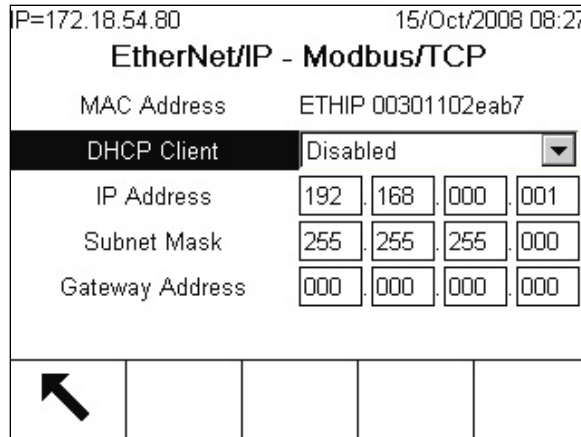 IP=172.18.54.80 15/Oct/2008 08:27
EtherNet/IP - Modbus/TCP
MAC Address ETHIP 00301102eab7
DHCP Client Disabled
IP Address 192 . 168 . 000 . 001
Subnet Mask 255 . 255 . 255 . 000
Gateway Address 000 . 000 . 000 . 000